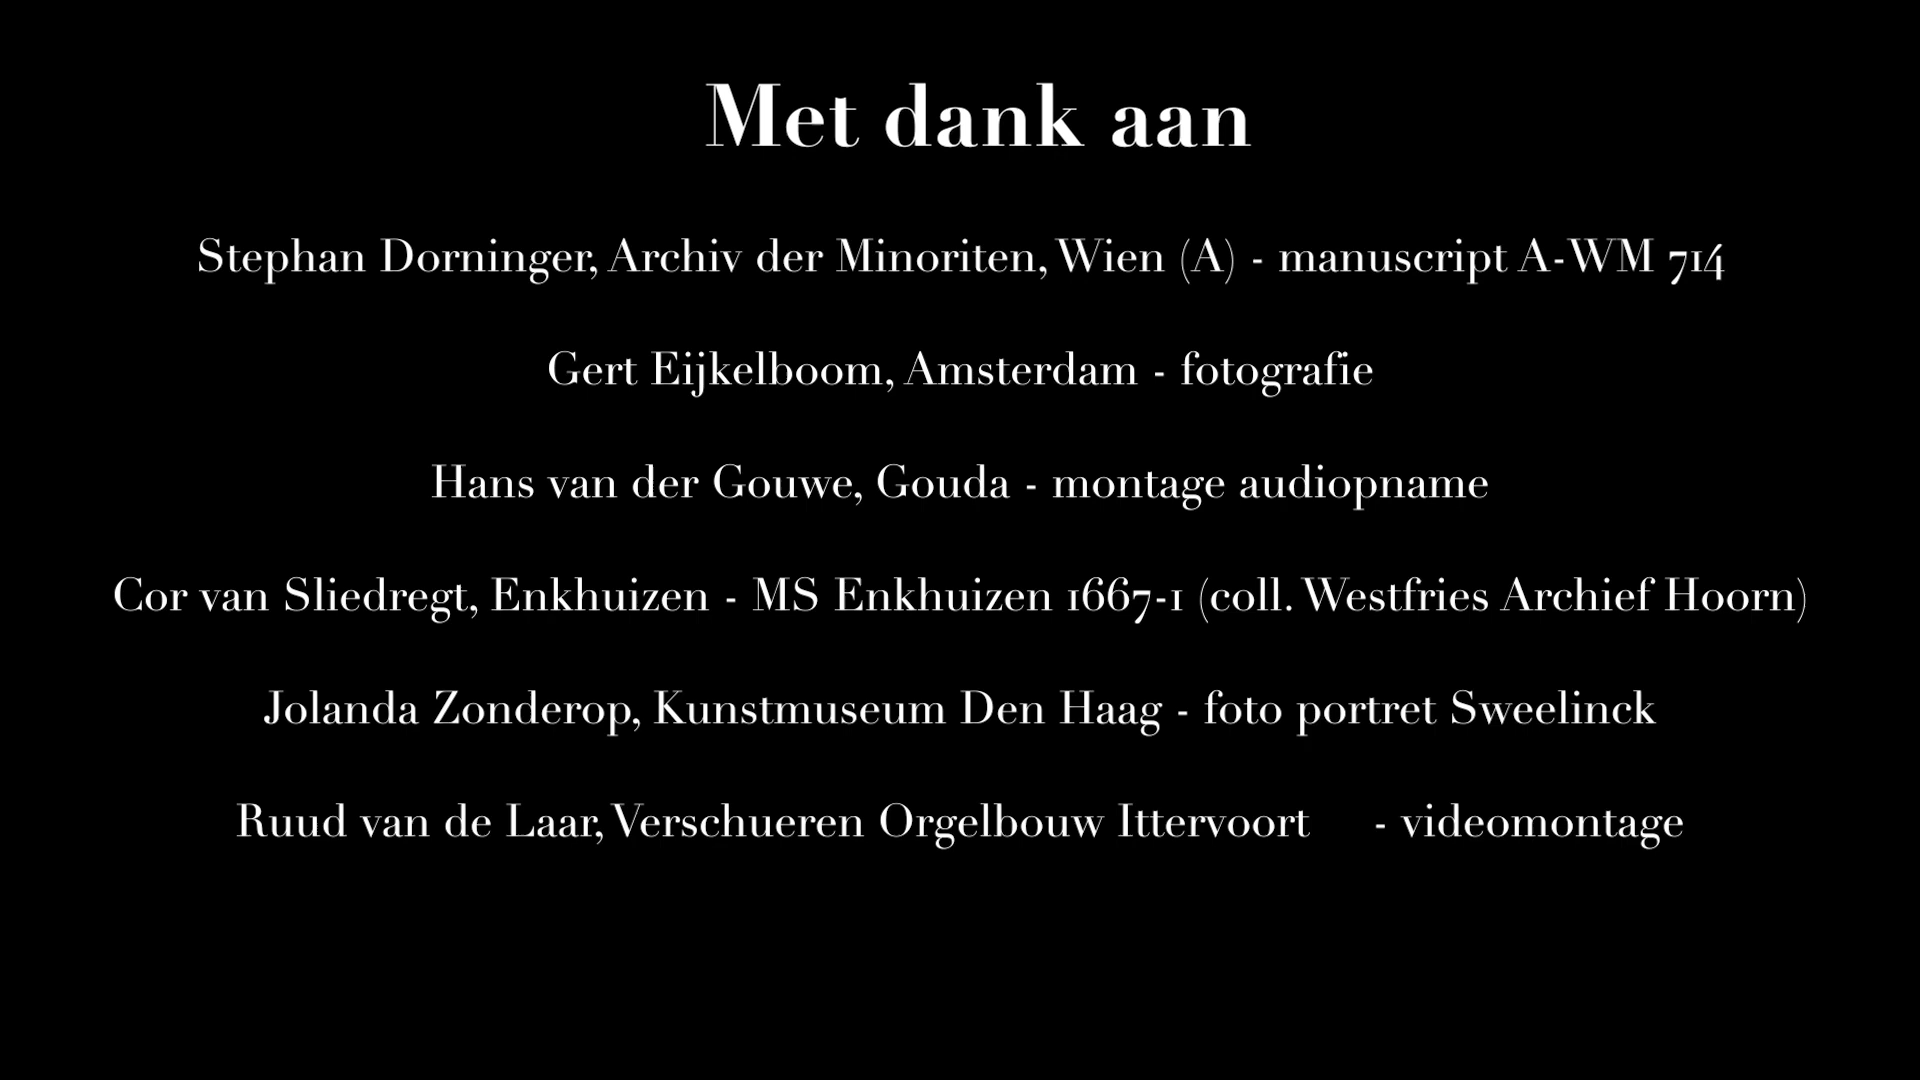 Met dank aan
Stephan Dorninger, Archiv der Minoriten, Wien (A) - manuscript A-WM 714
Gert Eijkelboom, Amsterdam - fotografie
Hans van der Gouwe, Gouda - montage audiopname
Cor van Sliedregt, Enkhuizen - MS Enkhuizen 1667-1 (coll. Westfries Archief Hoorn)
Jolanda Zonderop, Kunstmuseum Den Haag - foto portret Sweelinck
Ruud van de Laar, Verschueren Orgelbouw Ittervoort - videomontage